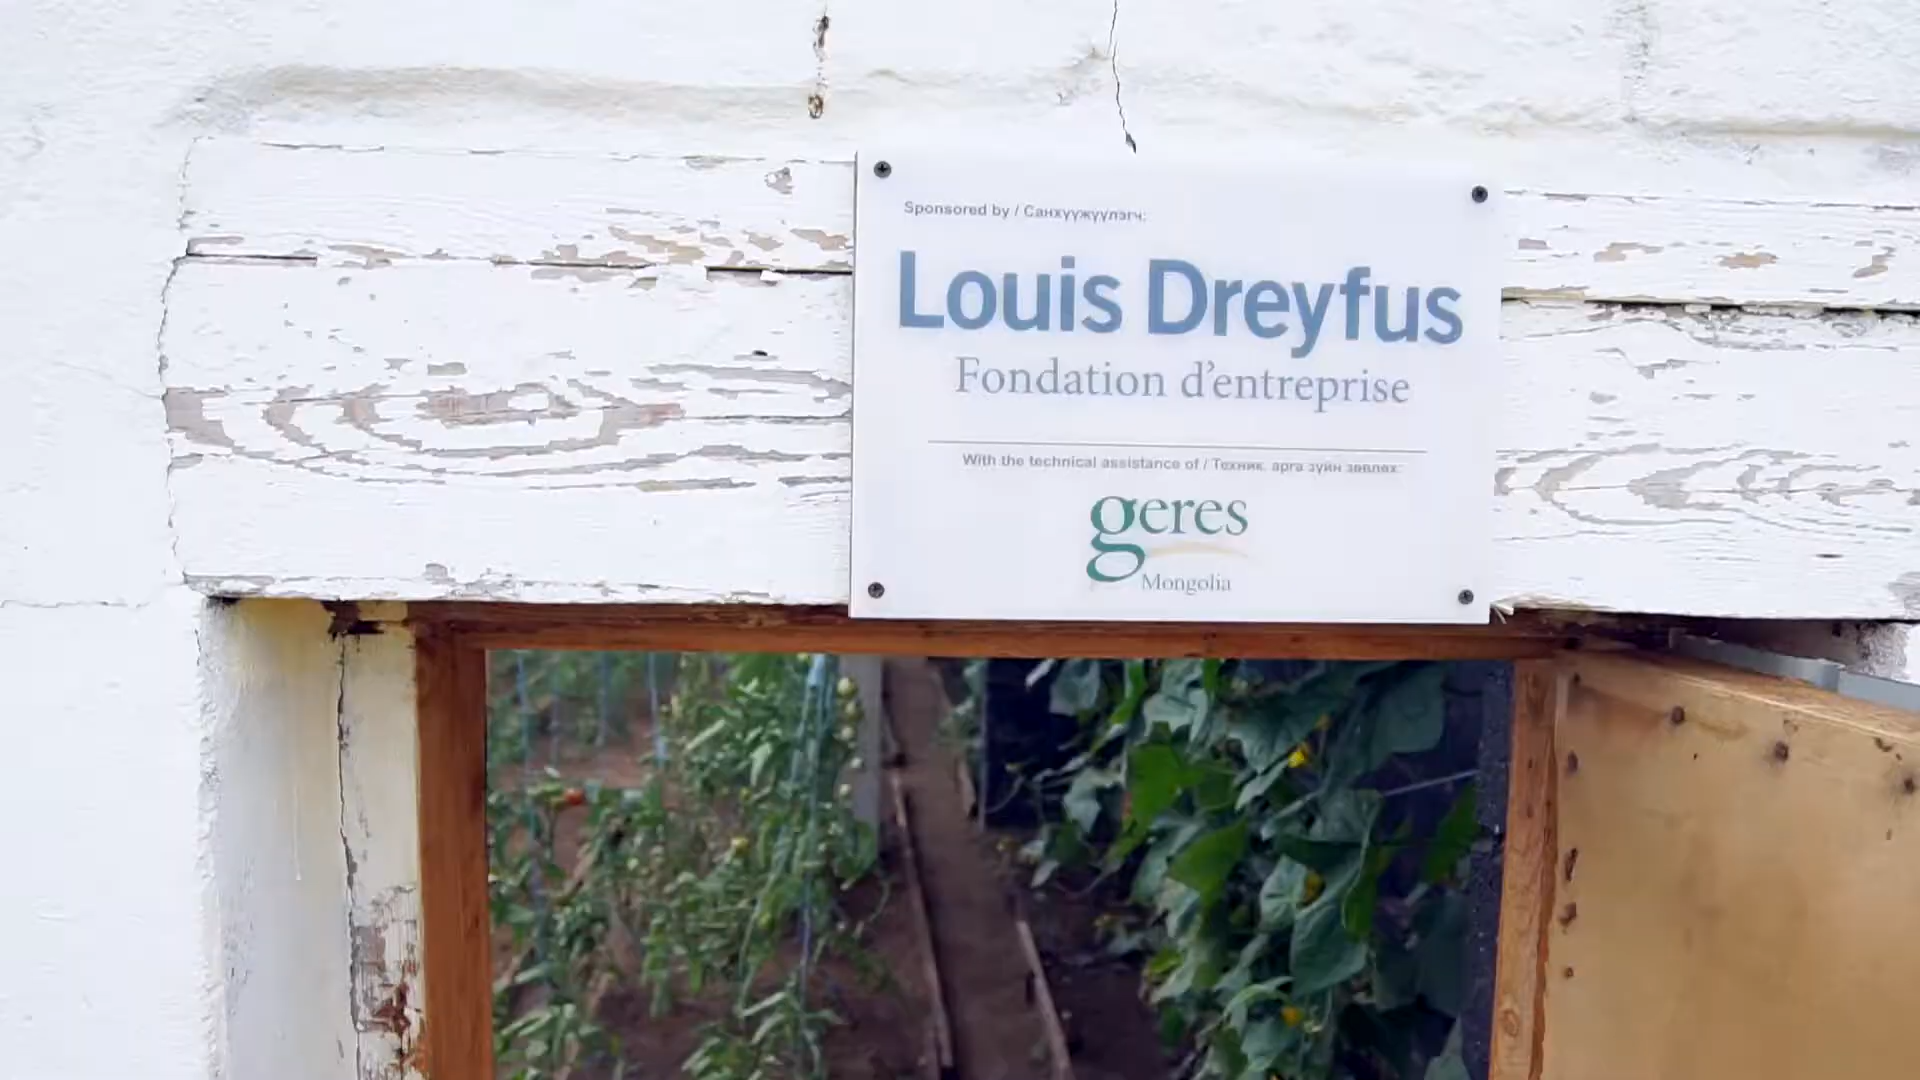 Sponsored by / Санхүүжүүлэгч:
Louis Dreyfus
Fondation d'entreprise
With the technical assistance of / Техник, арга зүйн зөвлөх:
geres
Mongolia